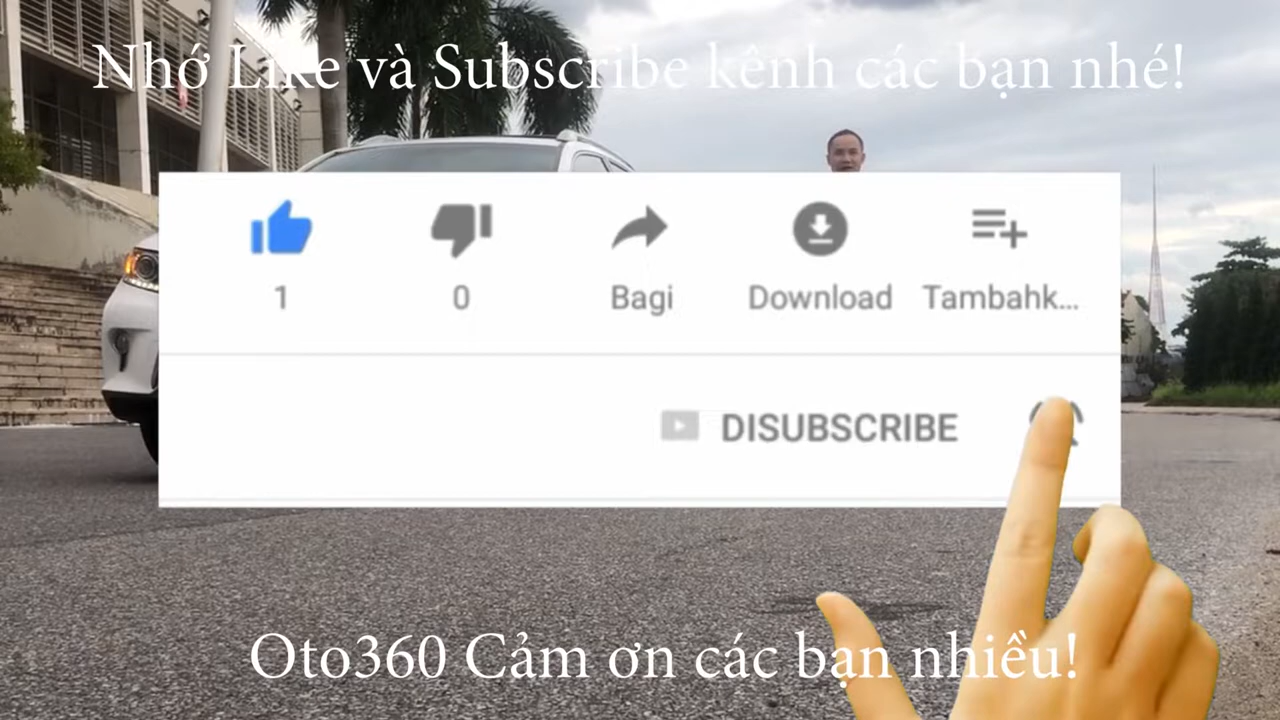 Nhớ Like và Subscribe kênh các bạn nhé!
1 0 Bagi Download Tambahk...
DISUBSCRIBE
Oto360 Cảm ơn các bạn nhiều!